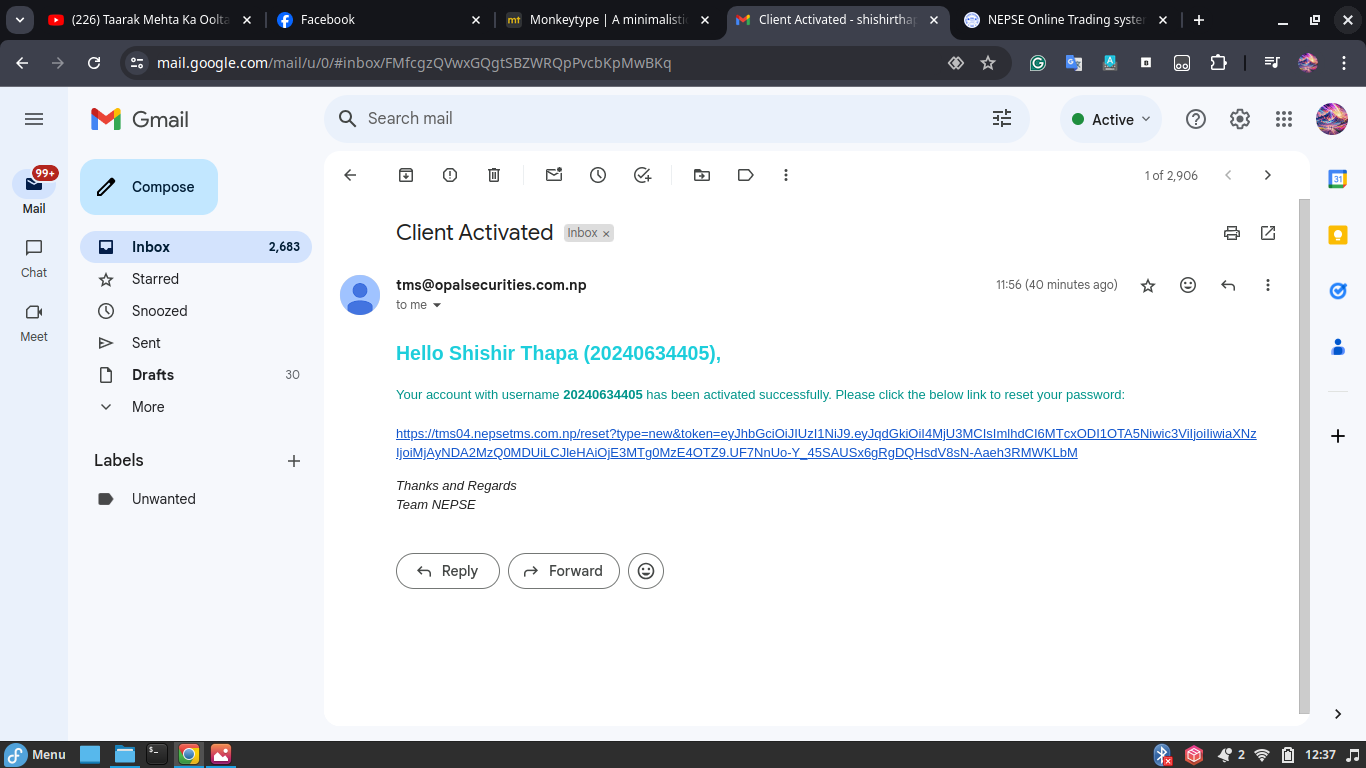 (226) Taarak Mehta Ka Oolta
Facebook
Monkeytype | A minimalistic
Client Activated - shishirthap
NEPSE Online Trading system
mail.google.com/mail/u/0/#inbox/FMfcgzQVwxGQgtSBZWRQpPvcbKpMwBKq
Gmail
Search mail
Active
99+
Mail
Chat
Meet
Compose
Inbox 2,683
Starred
Snoozed
Sent
Drafts 30
More
Labels
Unwanted
1 of 2,906
Client Activated Inbox ×
tms@opalsecurities.com.np 11:56 (40 minutes ago)
to me
Hello Shishir Thapa (20240634405),
Your account with username 20240634405 has been activated successfully. Please click the below link to reset your password:
https://tms04.nepsetms.com.np/reset?type=new&token=eyJhbGciOiJIUzI1NiJ9.eyJqdGkiOiI4MjU3MCIsImlhdCI6MTcxODI1OTA5Niwic3ViIjoiIiwiaXNz
IjoiMjAyNDA2MzQ0MDUiLCJleHAiOjE3MTg0MzE4OTZ9.UF7NnUo-Y_45SAUSx6gRgDQHsdV8sN-Aaeh3RMWKLbM
Thanks and Regards
Team NEPSE
Reply
Forward
Menu
2
12:37